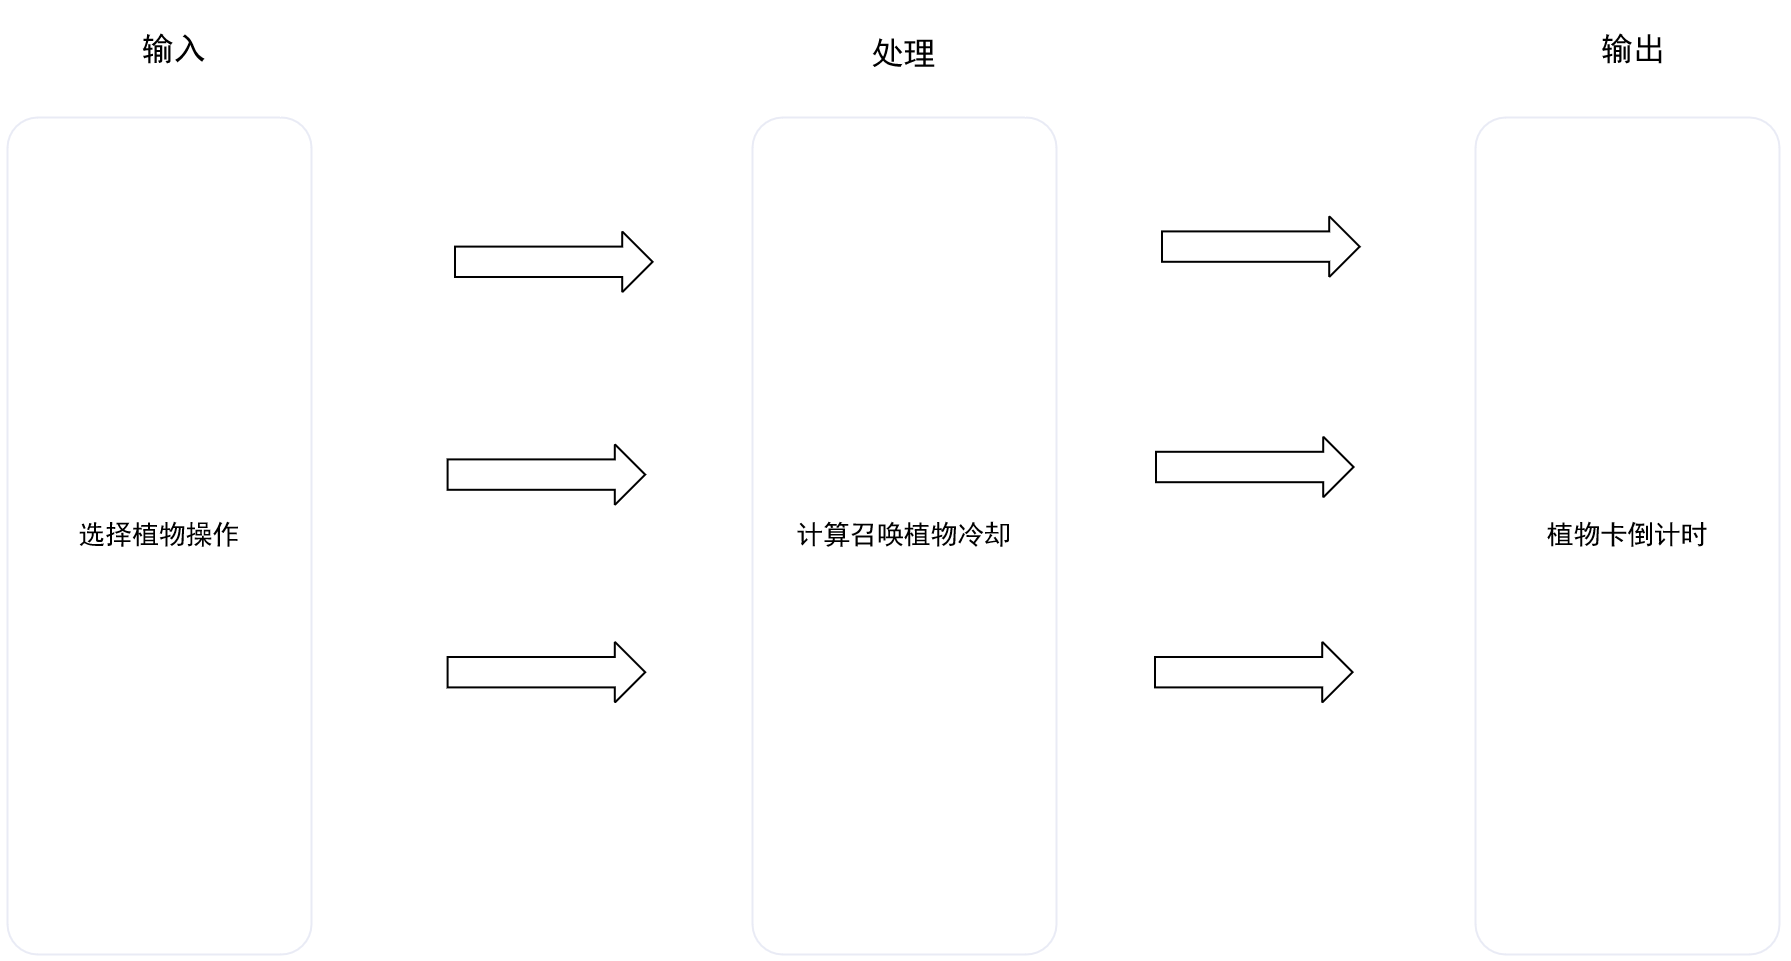 输入
处理
输出
选择植物操作
计算召唤植物冷却
植物卡倒计时